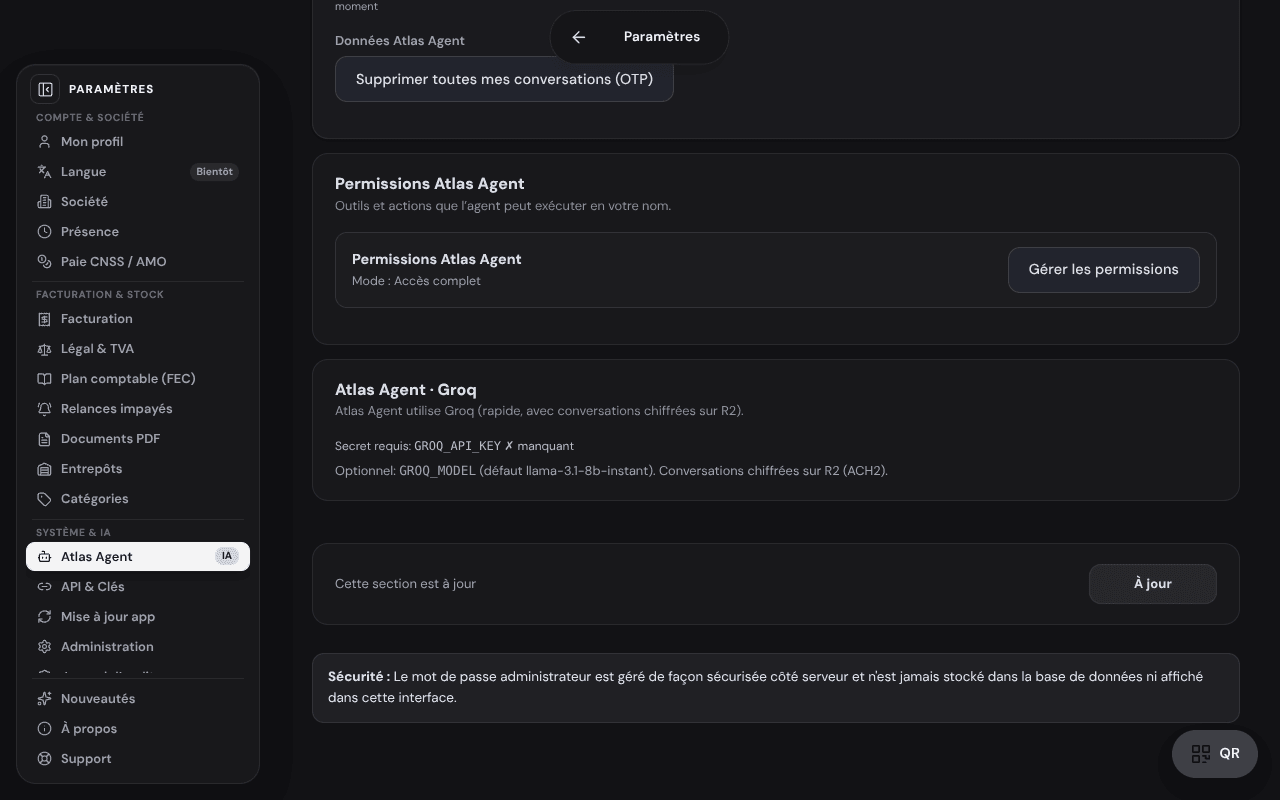 PARAMÈTRES
COMPTE & SOCIÉTÉ
Mon profil
Langue
Bientôt
Société
Présence
Paie CNSS / AMO
FACTURATION & STOCK
Facturation
Légal & TVA
Plan comptable (FEC)
Relances impayés
Documents PDF
Entrepôts
Catégories
SYSTÈME & IA
Atlas Agent
IA
API & Clés
Mise à jour app
Administration
Nouveautés
À propos
Support
Paramètres
moment
Données Atlas Agent
Supprimer toutes mes conversations (OTP)
Permissions Atlas Agent
Outils et actions que l'agent peut exécuter en votre nom.
Permissions Atlas Agent
Mode : Accès complet
Gérer les permissions
Atlas Agent · Groq
Atlas Agent utilise Groq (rapide, avec conversations chiffrées sur R2).
Secret requis: GROQ_API_KEY ✗ manquant
Optionnel: GROQ_MODEL (défaut llama-3.1-8b-instant). Conversations chiffrées sur R2 (ACH2).
Cette section est à jour
À jour
Sécurité : Le mot de passe administrateur est géré de façon sécurisée côté serveur et n'est jamais stocké dans la base de données ni affiché
dans cette interface.
QR